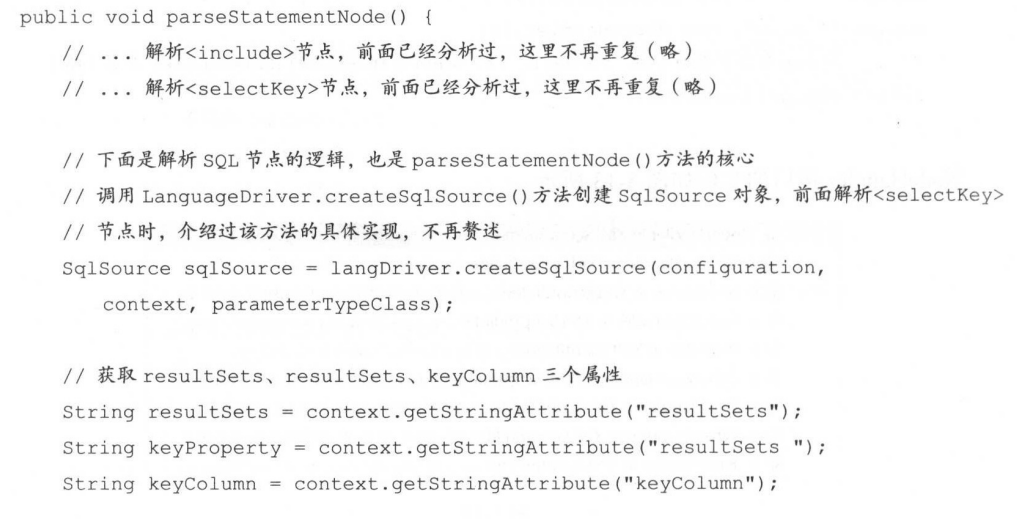 public void parseStatementNode() {
// ... 解析<include>节点，前面已经分析过，这里不再重复（略）
// ... 解析<selectKey>节点，前面已经分析过，这里不再重复（略）
// 下面是解析 SQL 节点的逻辑，也是 parseStatementNode()方法的核心
// 调用 LanguageDriver.createSqlSource()方法创建 SqlSource 对象，前面解析<selectKey>
// 节点时，介绍过该方法的具体实现，不再赘述
SqlSource sqlSource = langDriver.createSqlSource(configuration,
context, parameterTypeClass);
// 获取 resultSets、resultSets、keyColumn 三个属性
String resultSets = context.getStringAttribute("resultSets");
String keyProperty = context.getStringAttribute("resultSets ");
String keyColumn = context.getStringAttribute("keyColumn");